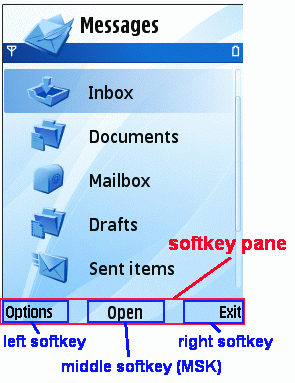 Messages
Inbox
Documents
Mailbox
Drafts
Sent items
softkey pane
Options Open Exit
left softkey right softkey
middle softkey (MSK)